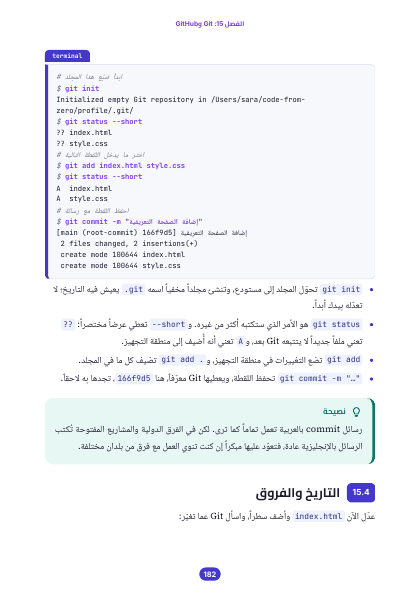 الفصل 15: Git وGitHub
terminal
# ابدأ تتبّع هذا المجلد
$ git init
Initialized empty Git repository in /Users/sara/code-from-
zero/profile/.git/
$ git status --short
?? index.html
?? style.css
# اختر ما يدخل اللقطة التالية
$ git add index.html style.css
$ git status --short
A  index.html
A  style.css
# احفظ اللقطة مع رسالة
$ git commit -m "إضافة الصفحة التعريفية"
[main (root-commit) 166f9d5] إضافة الصفحة التعريفية
 2 files changed, 2 insertions(+)
 create mode 100644 index.html
 create mode 100644 style.css
• git init تحوّل المجلد إلى مستودع، وتنشئ مجلداً مخفياً اسمه .git يعيش فيه التاريخ؛ لا
تعدّله بيدك أبداً.
• git status هو الأمر الذي ستكتبه أكثر من غيره. و --short تعطي عرضاً مختصراً: ??
تعني ملفاً جديداً لا يتتبعه Git بعد، و A تعني أنه أُضيف إلى منطقة التجهيز.
• git add تضع التغييرات في منطقة التجهيز، و git add . تضيف كل ما في المجلد.
• git commit -m "…" تحفظ اللقطة، ويعطيها Git معرّفاً، هنا 166f9d5، تجدها به لاحقاً.
نصيحة
رسائل commit بالعربية تعمل تماماً كما ترى. لكن في الفرق الدولية والمشاريع المفتوحة تُكتب
الرسائل بالإنجليزية عادة، فتعوّد عليها مبكراً إن كنت تنوي العمل مع فرق من بلدان مختلفة.
15.4 التاريخ والفروق
عدّل الآن index.html وأضف سطراً، واسأل Git عما تغيّر:
182